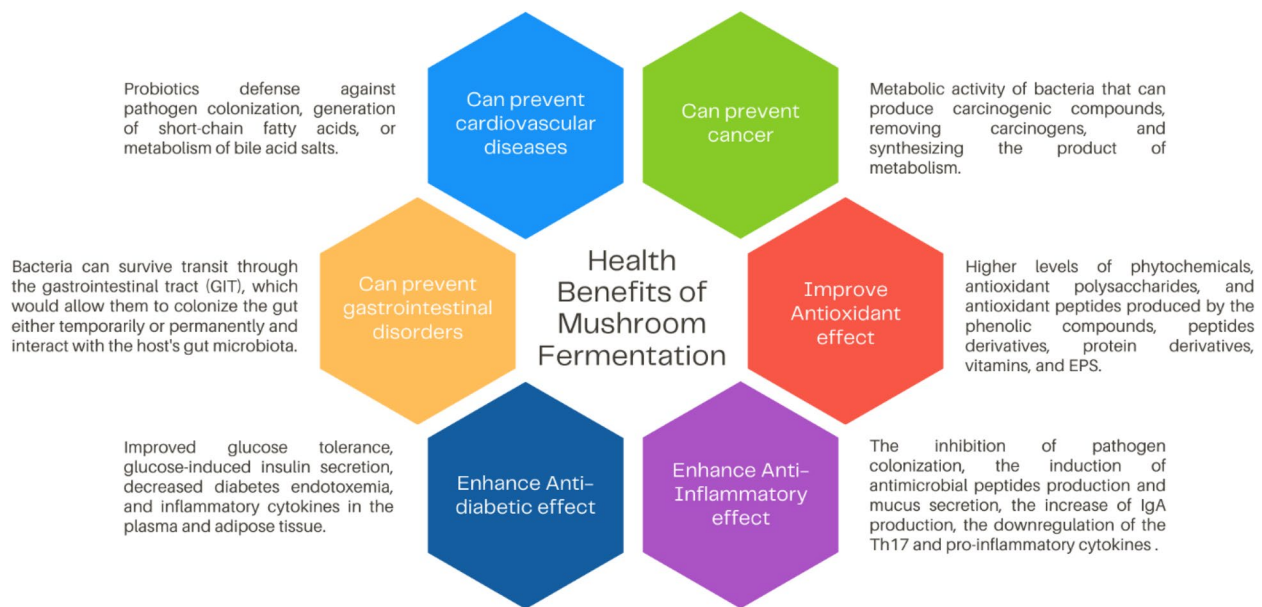 Probiotics defense against
pathogen colonization, generation
of short-chain fatty acids, or
metabolism of bile acid salts.
Can prevent
cardiovascular
diseases
Can prevent
cancer
Metabolic activity of bacteria that can
produce carcinogenic compounds,
removing carcinogens, and
synthesizing the product of
metabolism.
Bacteria can survive transit through
the gastrointestinal tract (GIT), which
would allow them to colonize the gut
either temporarily or permanently and
interact with the host's gut microbiota.
Can prevent
gastrointestinal
disorders
Health
Benefits of
Mushroom
Fermentation
Improve
Antioxidant
effect
Higher levels of phytochemicals,
antioxidant polysaccharides, and
antioxidant peptides produced by the
phenolic compounds, peptides
derivatives, protein derivatives,
vitamins, and EPS.
Improved glucose tolerance,
glucose-induced insulin secretion,
decreased diabetes endotoxemia,
and inflammatory cytokines in the
plasma and adipose tissue.
Enhance Anti-
diabetic effect
Enhance Anti-
Inflammatory
effect
The inhibition of pathogen
colonization, the induction of
antimicrobial peptides production and
mucus secretion, the increase of IgA
production, the downregulation of the
Th17 and pro-inflammatory cytokines .